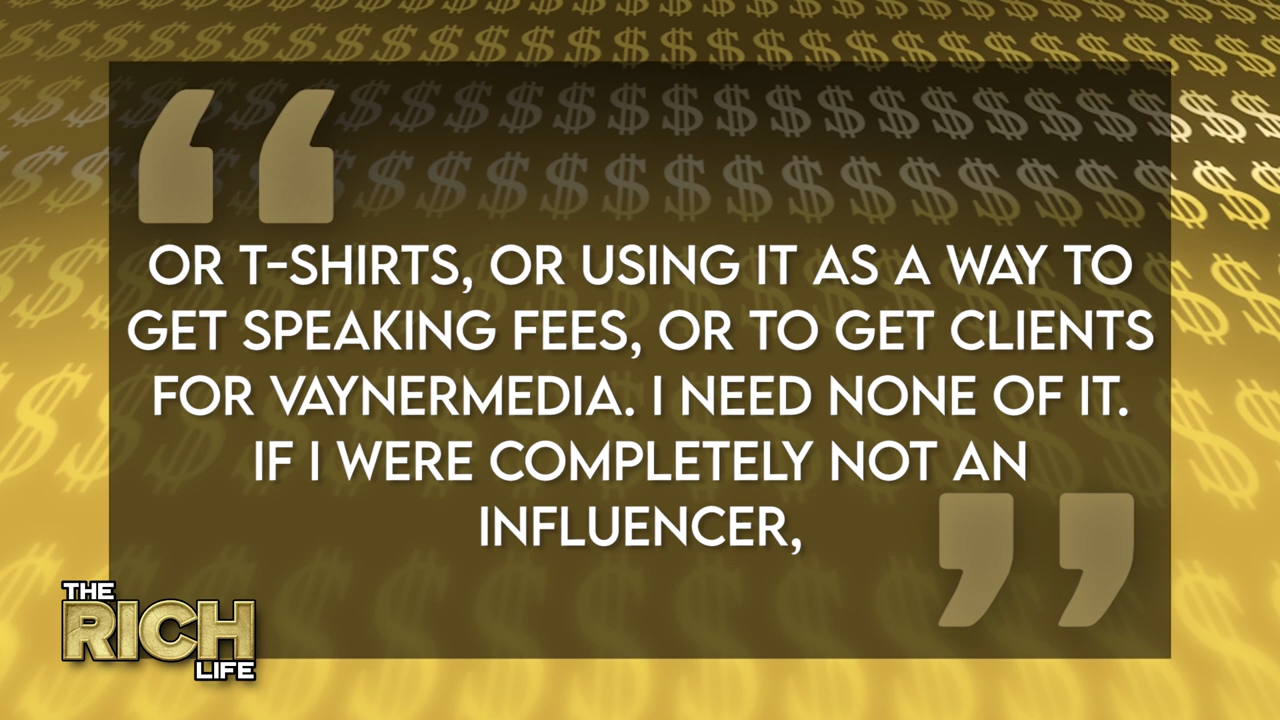 OR T-SHIRTS, OR USING IT AS A WAY TO
GET SPEAKING FEES, OR TO GET CLIENTS
FOR VAYNERMEDIA. I NEED NONE OF IT.
IF I WERE COMPLETELY NOT AN
INFLUENCER,
THE
RICH
LIFE